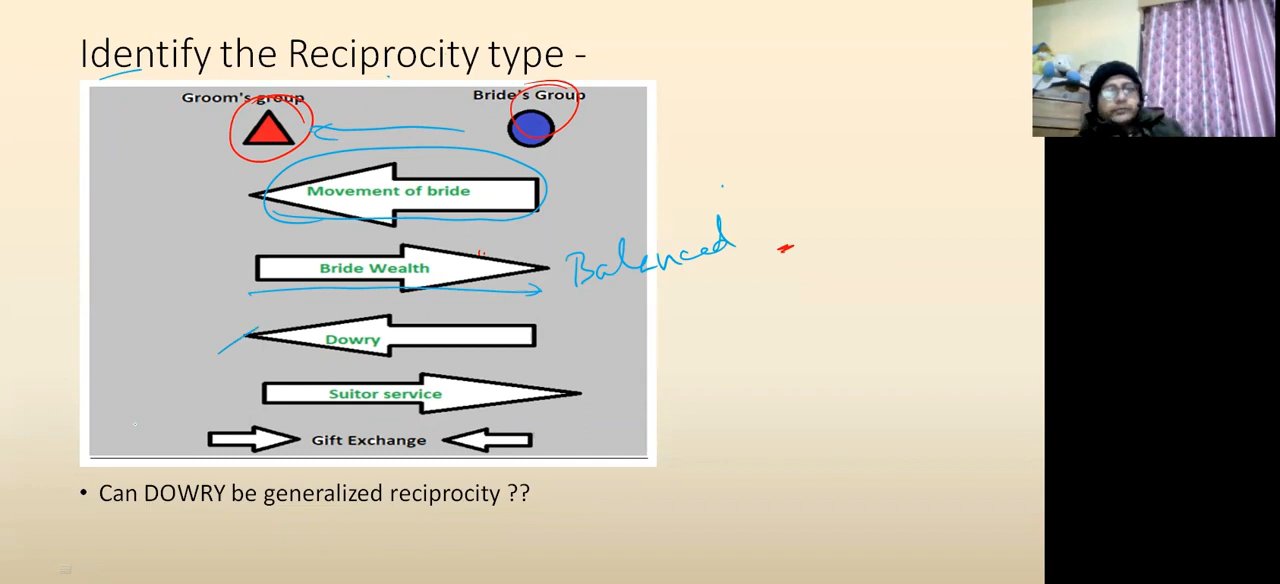 Identify the Reciprocity type -
Groom's group
Bride's Group
Movement of bride
Bride Wealth
Balanced
Dowry
Suitor service
Gift Exchange
• Can DOWRY be generalized reciprocity ??